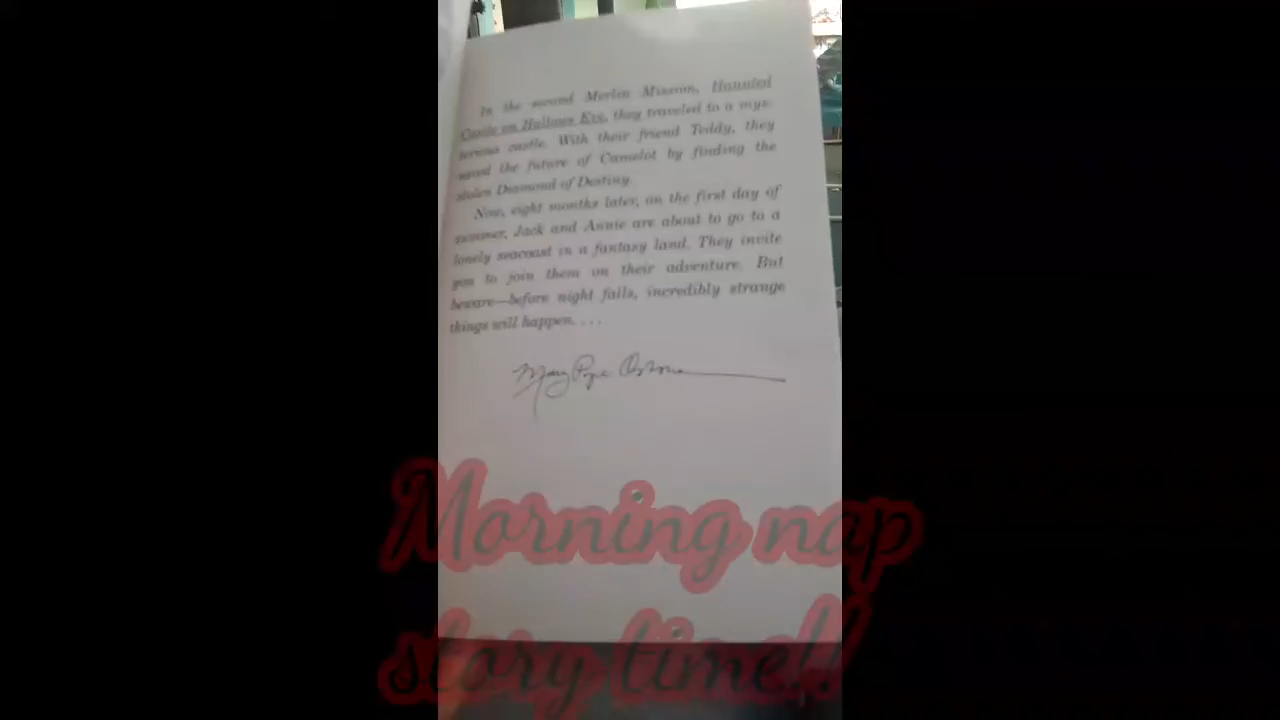 In the second Merlin Mission, Haunted
Castle on Hallows Eve, they traveled to a mys-
terious castle. With their friend Teddy, they
saved the future of Camelot by finding the
stolen Diamond of Destiny.
Now, eight months later, on the first day of
summer, Jack and Annie are about to go to a
lonely seacoast in a fantasy land. They invite
you to join them on their adventure. But
beware—before night falls, incredibly strange
things will happen. . . .
Mary Pope Osborne
Morning nap
story time!!